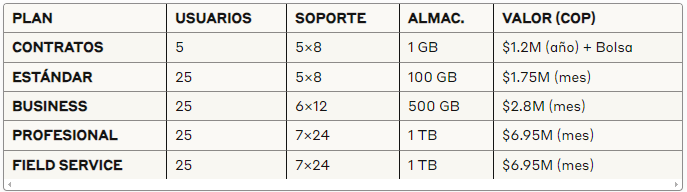 PLAN USUARIOS SOPORTE ALMAC. VALOR (COP)
CONTRATOS 5 5×8 1 GB $1.2M (año) + Bolsa
ESTÁNDAR 25 5×8 100 GB $1.75M (mes)
BUSINESS 25 6×12 500 GB $2.8M (mes)
PROFESIONAL 25 7×24 1 TB $6.95M (mes)
FIELD SERVICE 25 7×24 1 TB $6.95M (mes)